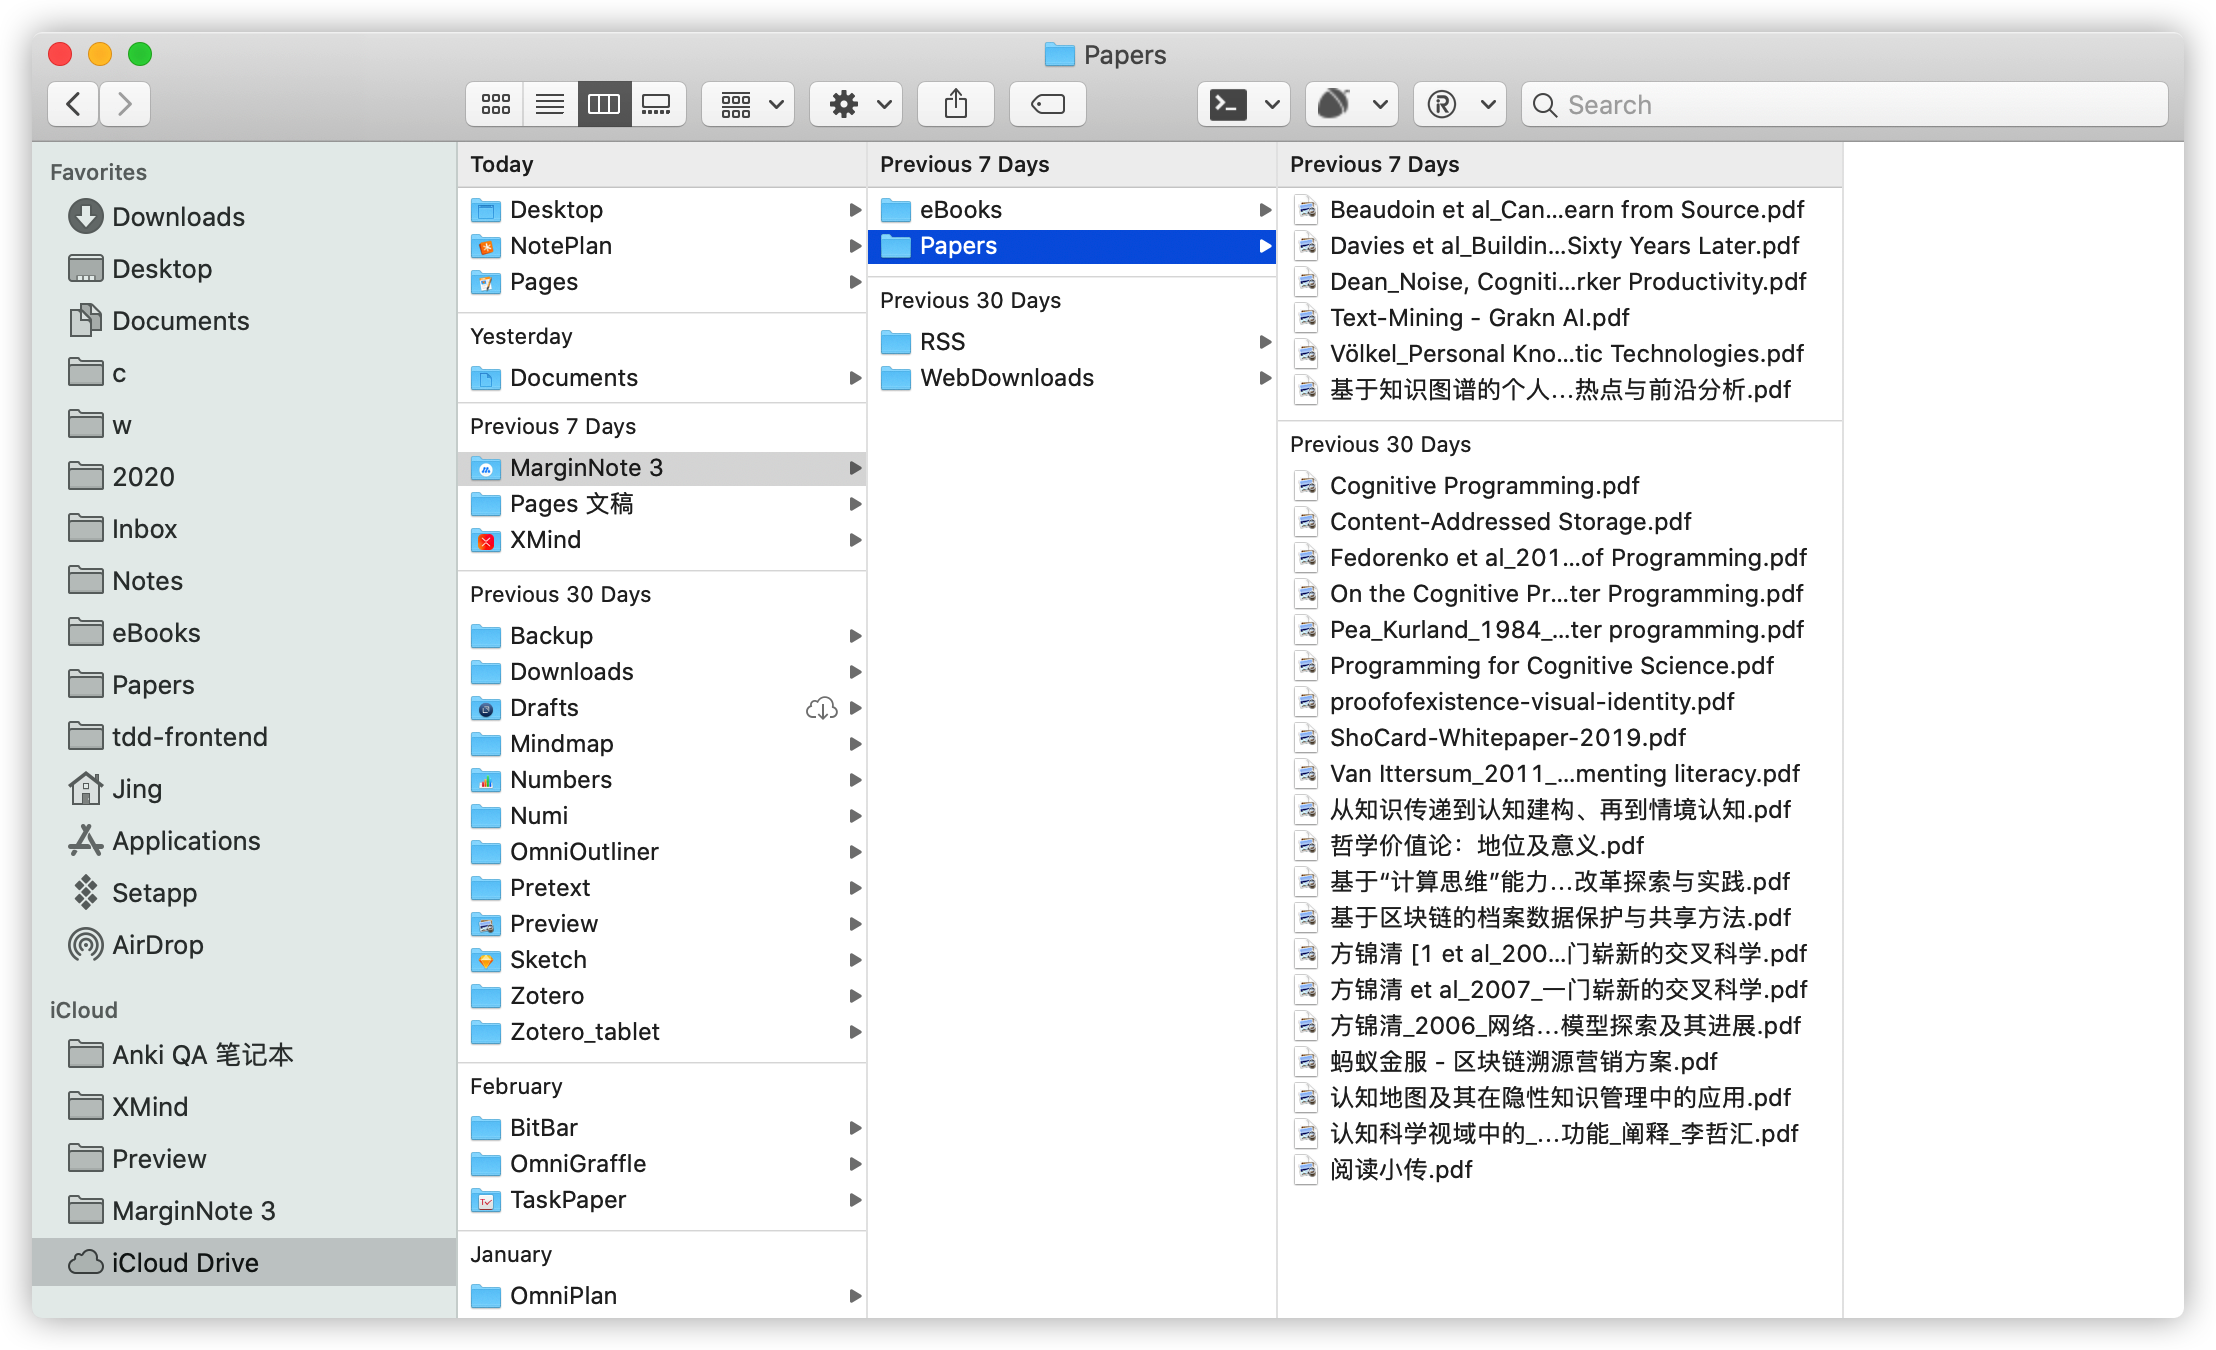 Papers
Search
Favorites
Downloads
Desktop
Documents
c
w
2020
Inbox
Notes
eBooks
Papers
tdd-frontend
Jing
Applications
Setapp
AirDrop
iCloud
Anki QA 笔记本
XMind
Preview
MarginNote 3
iCloud Drive
Today
Desktop
NotePlan
Pages
Yesterday
Documents
Previous 7 Days
MarginNote 3
Pages 文稿
XMind
Previous 30 Days
Backup
Downloads
Drafts
Mindmap
Numbers
Numi
OmniOutliner
Pretext
Preview
Sketch
Zotero
Zotero_tablet
February
BitBar
OmniGraffle
TaskPaper
January
OmniPlan
Previous 7 Days
eBooks
Papers
Previous 30 Days
RSS
WebDownloads
Previous 7 Days
Beaudoin et al_Can...earn from Source.pdf
Davies et al_Buildin...Sixty Years Later.pdf
Dean_Noise, Cogniti...rker Productivity.pdf
Text-Mining - Grakn AI.pdf
Völkel_Personal Kno...tic Technologies.pdf
基于知识图谱的个人...热点与前沿分析.pdf
Previous 30 Days
Cognitive Programming.pdf
Content-Addressed Storage.pdf
Fedorenko et al_201...of Programming.pdf
On the Cognitive Pr...ter Programming.pdf
Pea_Kurland_1984_...ter programming.pdf
Programming for Cognitive Science.pdf
proofofexistence-visual-identity.pdf
ShoCard-Whitepaper-2019.pdf
Van Ittersum_2011_...menting literacy.pdf
从知识传递到认知建构、再到情境认知.pdf
哲学价值论：地位及意义.pdf
基于“计算思维”能力...改革探索与实践.pdf
基于区块链的档案数据保护与共享方法.pdf
方锦清 [1 et al_200...门崭新的交叉科学.pdf
方锦清 et al_2007_一门崭新的交叉科学.pdf
方锦清_2006_网络...模型探索及其进展.pdf
蚂蚁金服 - 区块链溯源营销方案.pdf
认知地图及其在隐性知识管理中的应用.pdf
认知科学视域中的_...功能_阐释_李哲汇.pdf
阅读小传.pdf